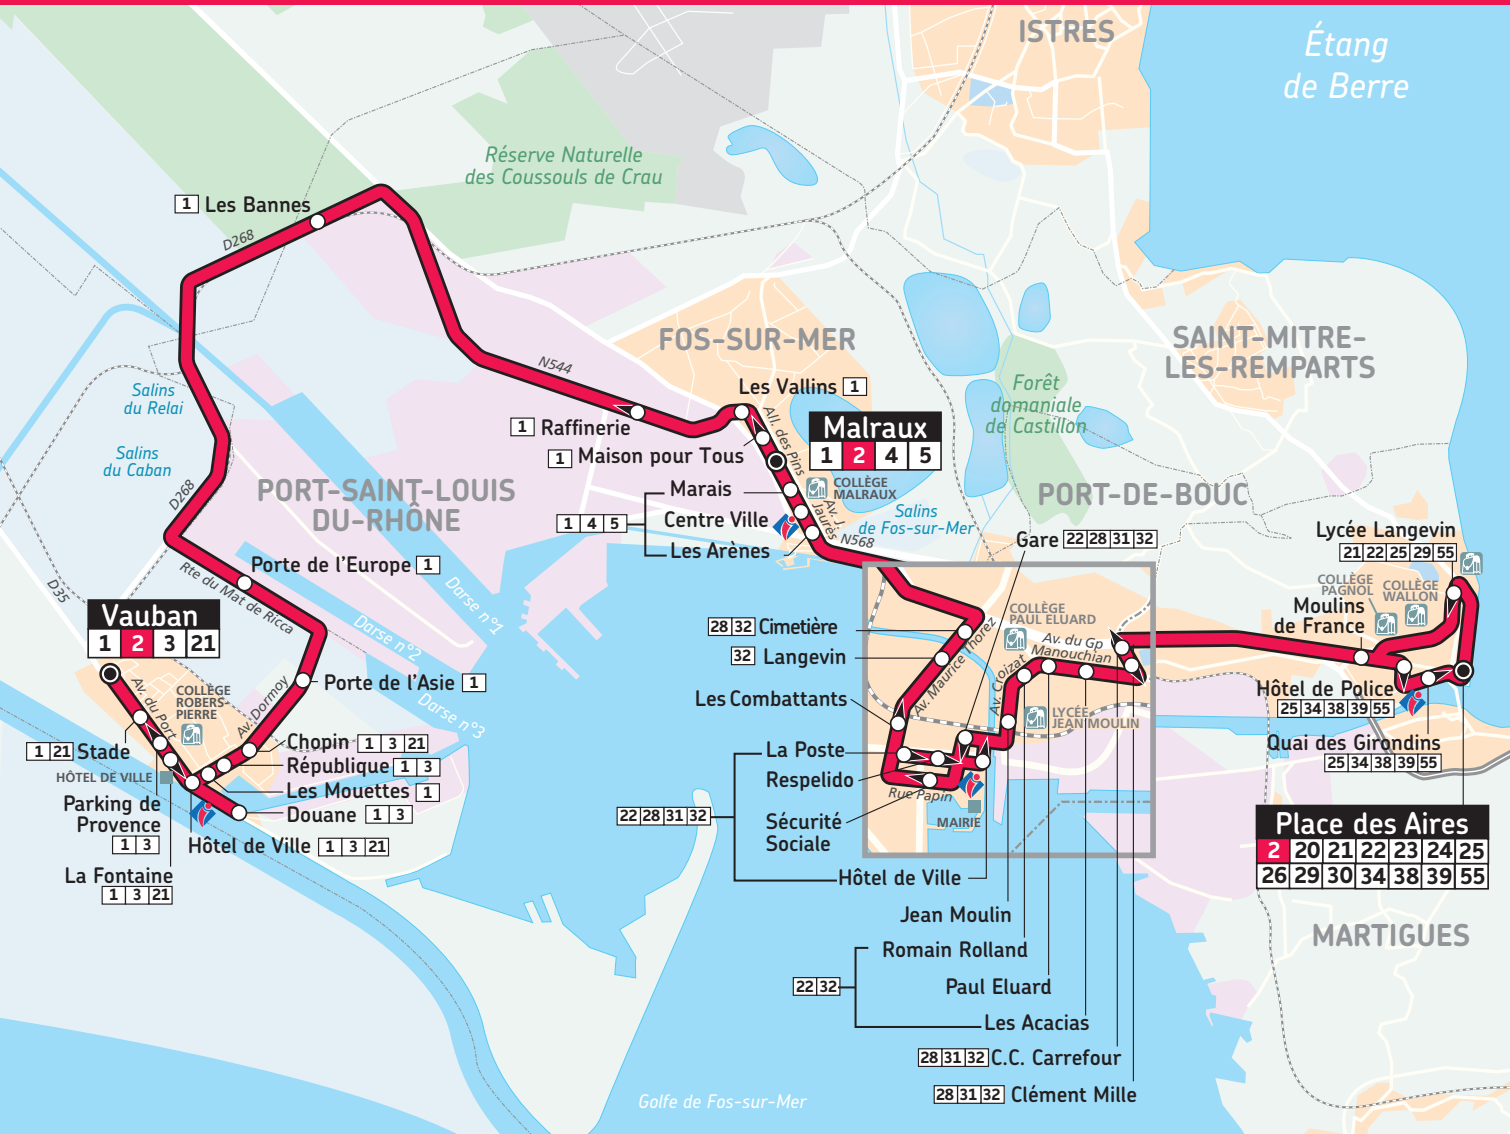 ISTRES
Étang
de Berre
Réserve Naturelle
des Coussouls de Crau
1 Les Bannes
D268
N544
FOS-SUR-MER
SAINT-MITRE-
LES-REMPARTS
Forêt
domaniale
de Castillon
Salins
du Relai
Salins
du Caban
D268
PORT-SAINT-LOUIS
DU-RHÔNE
Les Vallins 1
1 Raffinerie
1 Maison pour Tous
All. des Pins
Malraux
1 2 4 5
COLLÈGE
MALRAUX
Av. J.
Jaurès
Marais
1 4 5
Centre Ville
Les Arènes
Salins
de Fos-sur-Mer
N568
PORT-DE-BOUC
Gare 22 28 31 32
Lycée Langevin
21 22 25 29 55
COLLÈGE
PAGNOL
COLLÈGE
WALLON
Moulins
de France
Hôtel de Police
25 34 38 39 55
Quai des Girondins
25 34 38 39 55
Place des Aires
2 20 21 22 23 24 25
26 29 30 34 38 39 55
MARTIGUES
D35
Porte de l'Europe 1
Rte du Mat de Ricca
Darse n°1
Darse n°2
Darse n°3
Vauban
1 2 3 21
Av. du Port
COLLÈGE
ROBERS-
PIERRE
Av. Dormoy
Porte de l'Asie 1
1 21 Stade
HÔTEL DE VILLE
Chopin 1 3 21
République 1 3
Les Mouettes 1
Douane 1 3
Parking de
Provence
1 3
Hôtel de Ville 1 3 21
La Fontaine
1 3 21
28 32 Cimetière
32 Langevin
Les Combattants
Av. Maurice Thorez
COLLÈGE
PAUL ELUARD
Av. du Gp
Manouchian
Av. Croizat
LYCÉE
JEAN MOULIN
La Poste
Respelido
22 28 31 32
Rue Papin
MAIRIE
Sécurité
Sociale
Hôtel de Ville
Jean Moulin
Romain Rolland
22 32
Paul Eluard
Les Acacias
28 31 32 C.C. Carrefour
28 31 32 Clément Mille
Golfe de Fos-sur-Mer